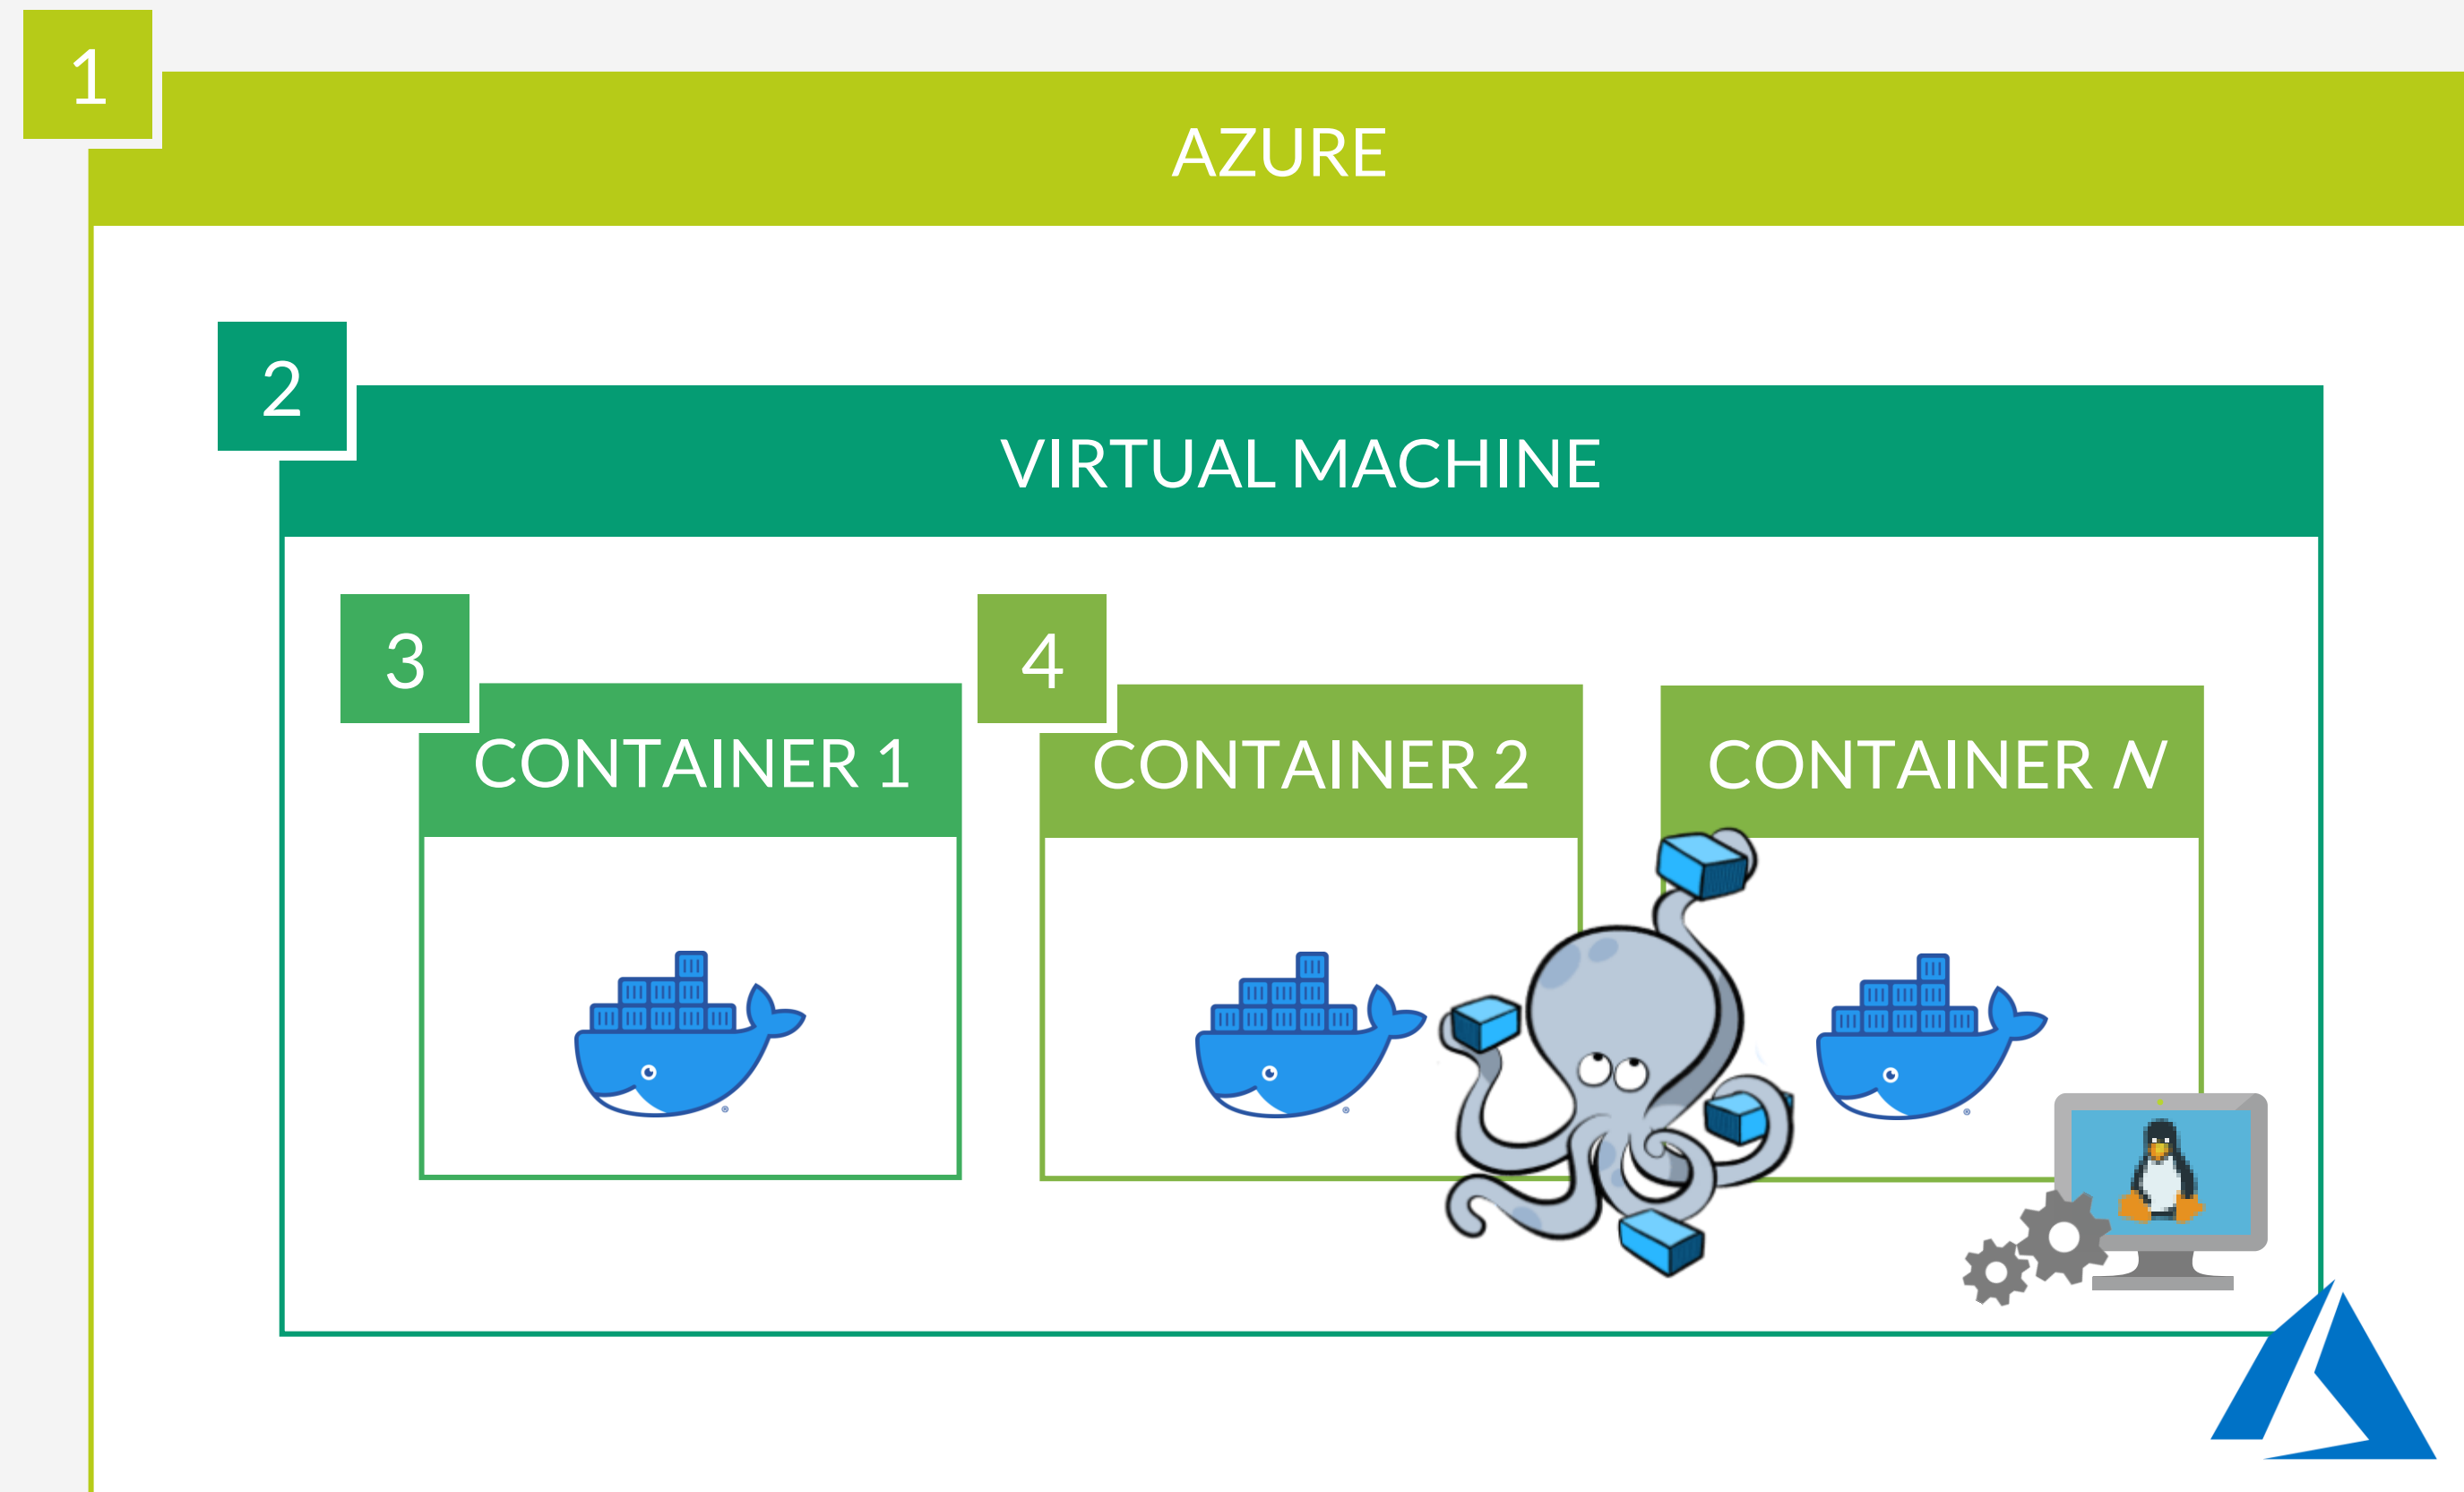 1
AZURE
2
VIRTUAL MACHINE
3
4
CONTAINER 1
CONTAINER 2
CONTAINER N